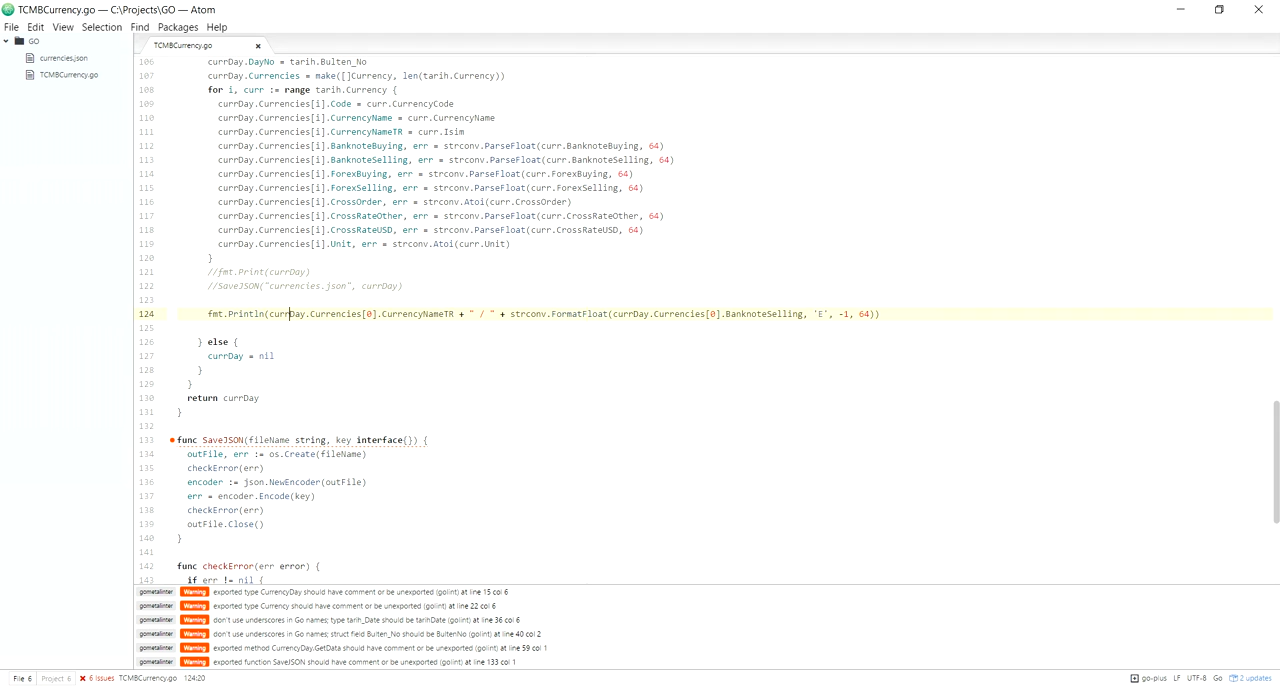 TCMBCurrency.go — C:\Projects\GO — Atom
File Edit View Selection Find Packages Help
GO
currencies.json
TCMBCurrency.go
TCMBCurrency.go ×
106 currDay.DayNo = tarih.Bulten_No
107 currDay.Currencies = make([]Currency, len(tarih.Currency))
108 for i, curr := range tarih.Currency {
109 currDay.Currencies[i].Code = curr.CurrencyCode
110 currDay.Currencies[i].CurrencyName = curr.CurrencyName
111 currDay.Currencies[i].CurrencyNameTR = curr.Isim
112 currDay.Currencies[i].BanknoteBuying, err = strconv.ParseFloat(curr.BanknoteBuying, 64)
113 currDay.Currencies[i].BanknoteSelling, err = strconv.ParseFloat(curr.BanknoteSelling, 64)
114 currDay.Currencies[i].ForexBuying, err = strconv.ParseFloat(curr.ForexBuying, 64)
115 currDay.Currencies[i].ForexSelling, err = strconv.ParseFloat(curr.ForexSelling, 64)
116 currDay.Currencies[i].CrossOrder, err = strconv.Atoi(curr.CrossOrder)
117 currDay.Currencies[i].CrossRateOther, err = strconv.ParseFloat(curr.CrossRateOther, 64)
118 currDay.Currencies[i].CrossRateUSD, err = strconv.ParseFloat(curr.CrossRateUSD, 64)
119 currDay.Currencies[i].Unit, err = strconv.Atoi(curr.Unit)
120 }
121 //fmt.Print(currDay)
122 //SaveJSON("currencies.json", currDay)
123
124 fmt.Println(currDay.Currencies[0].CurrencyNameTR + " / " + strconv.FormatFloat(currDay.Currencies[0].BanknoteSelling, 'E', -1, 64))
125
126 } else {
127 currDay = nil
128 }
129 }
130 return currDay
131 }
132
133 func SaveJSON(fileName string, key interface{}) {
134 outFile, err := os.Create(fileName)
135 checkError(err)
136 encoder := json.NewEncoder(outFile)
137 err = encoder.Encode(key)
138 checkError(err)
139 outFile.Close()
140 }
141
142 func checkError(err error) {
143 if err != nil {
gometalinter Warning exported type CurrencyDay should have comment or be unexported (golint) at line 15 col 6
gometalinter Warning exported type Currency should have comment or be unexported (golint) at line 22 col 6
gometalinter Warning don't use underscores in Go names; type tarih_Date should be tarihDate (golint) at line 36 col 6
gometalinter Warning don't use underscores in Go names; struct field Bulten_No should be BultenNo (golint) at line 40 col 2
gometalinter Warning exported method CurrencyDay.GetData should have comment or be unexported (golint) at line 59 col 1
gometalinter Warning exported function SaveJSON should have comment or be unexported (golint) at line 133 col 1
File 6 Project 6 6 Issues TCMBCurrency.go 124:20 go-plus LF UTF-8 Go 2 updates